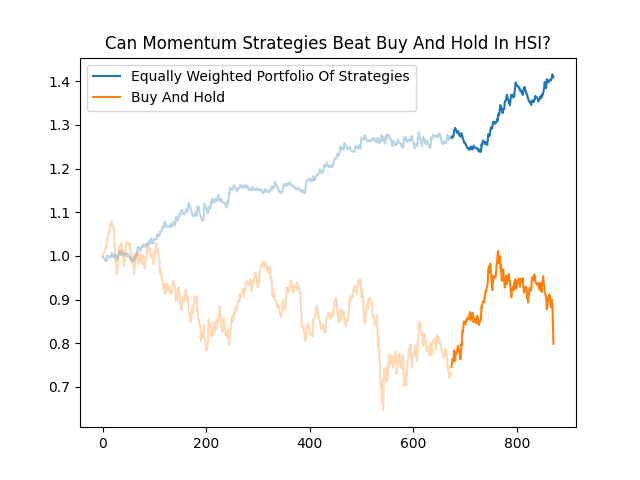 Can Momentum Strategies Beat Buy And Hold In HSI?
Equally Weighted Portfolio Of Strategies
Buy And Hold
1.4
1.3
1.2
1.1
1.0
0.9
0.8
0.7
0 200 400 600 800